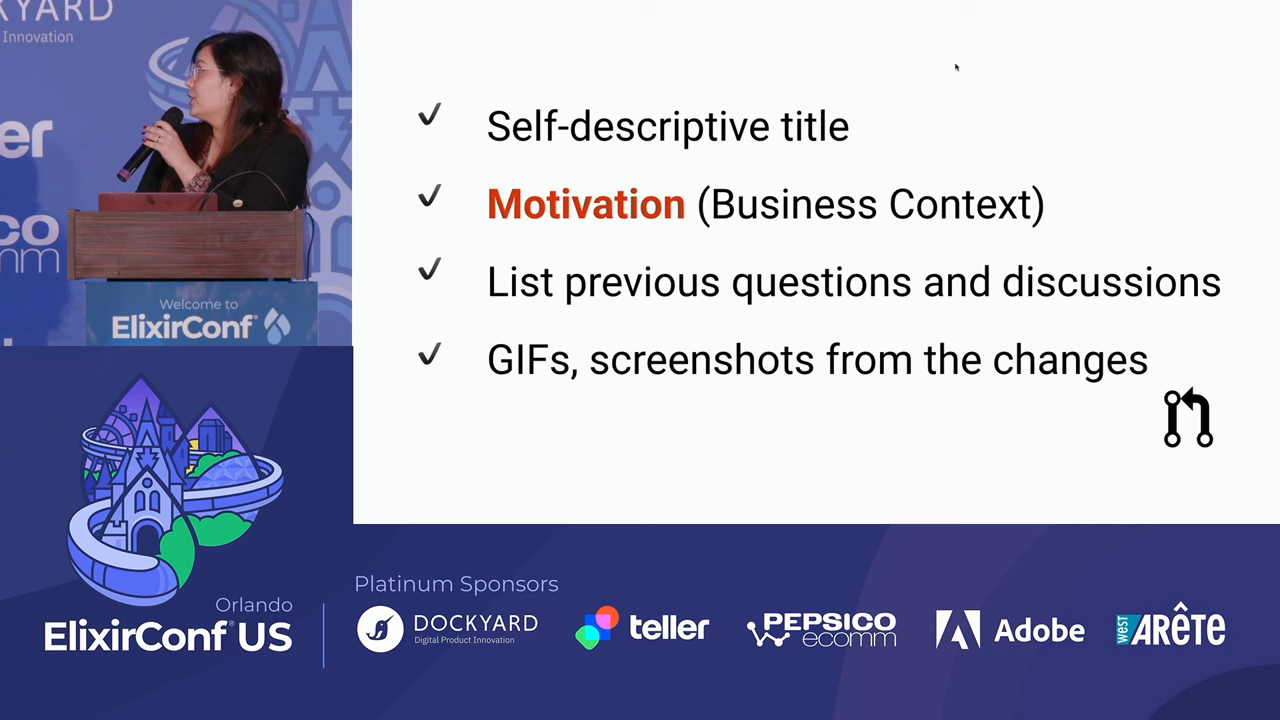 KYARD
Innovation
er
co
mm
Welcome to
ElixirConf
Self-descriptive title
Motivation (Business Context)
List previous questions and discussions
GIFs, screenshots from the changes
Orlando
ElixirConf US
Platinum Sponsors
DOCKYARD
Digital Product Innovation
teller
PEPSICO
ecomm
Adobe
west ARÊTE